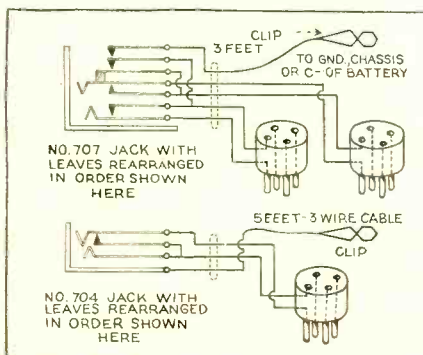 CLIP
3 FEET
TO GND., CHASSIS
OR C- OF BATTERY
NO. 707 JACK WITH
LEAVES REARRANGED
IN ORDER SHOWN
HERE
5 FEET - 3 WIRE CABLE
CLIP
NO. 704 JACK WITH
LEAVES REARRANGED
IN ORDER SHOWN
HERE